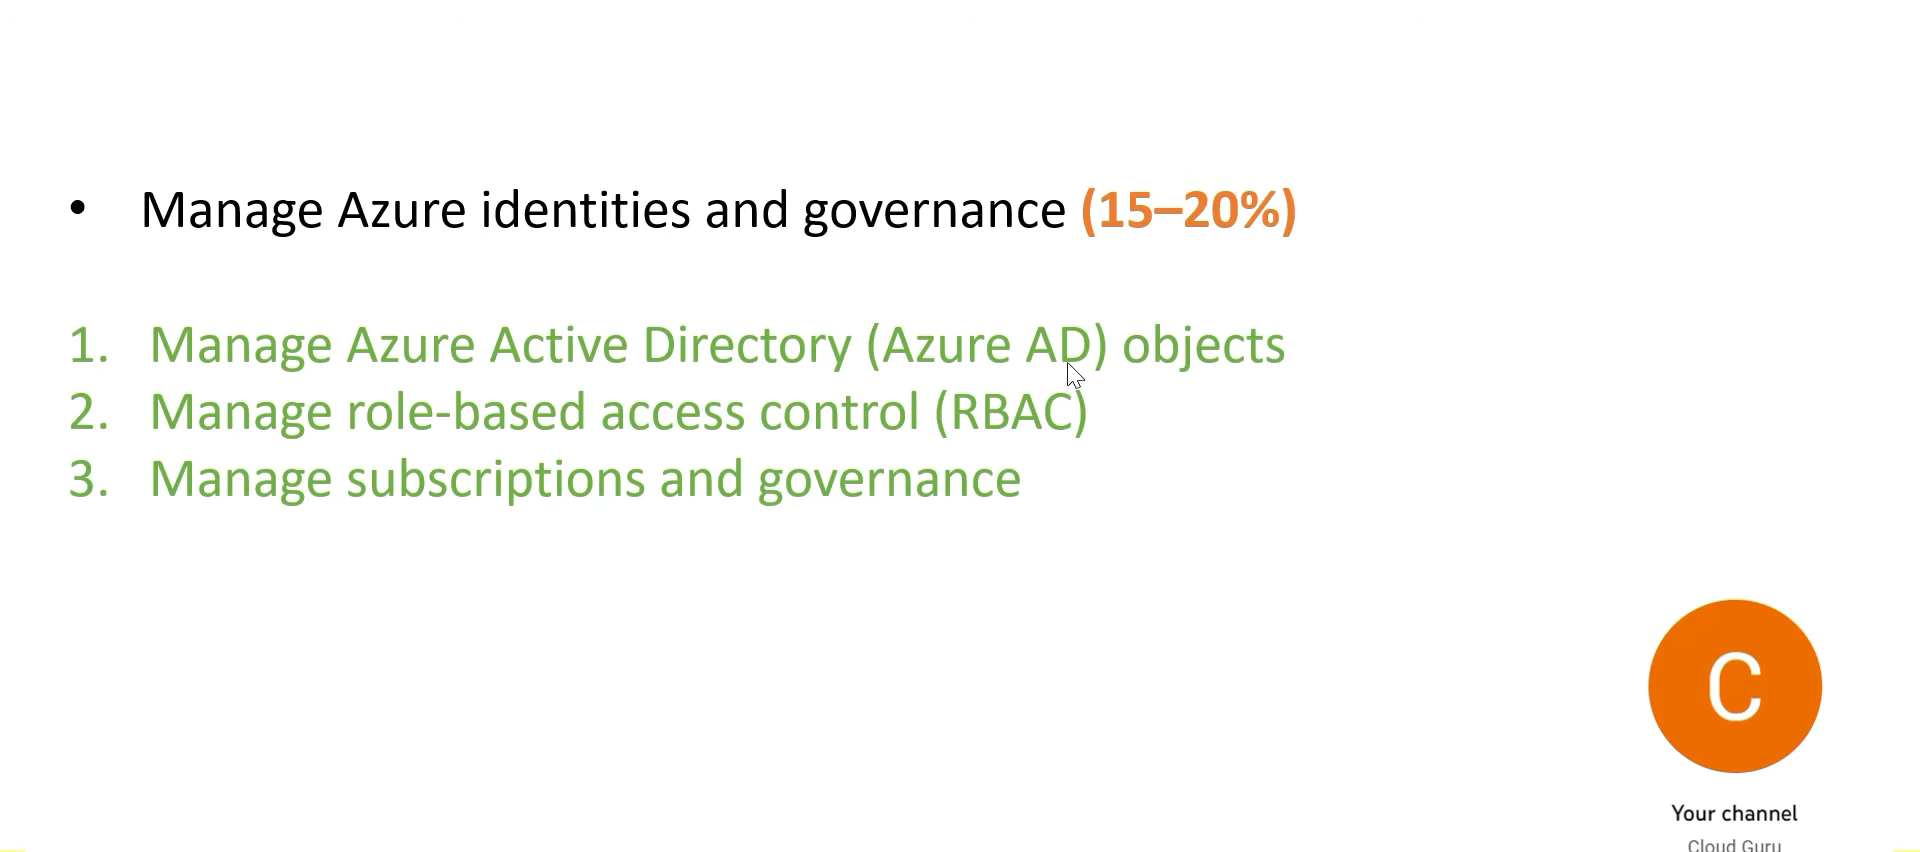 • Manage Azure identities and governance (15–20%)
1. Manage Azure Active Directory (Azure AD) objects
2. Manage role-based access control (RBAC)
3. Manage subscriptions and governance
C
Your channel
Cloud Guru